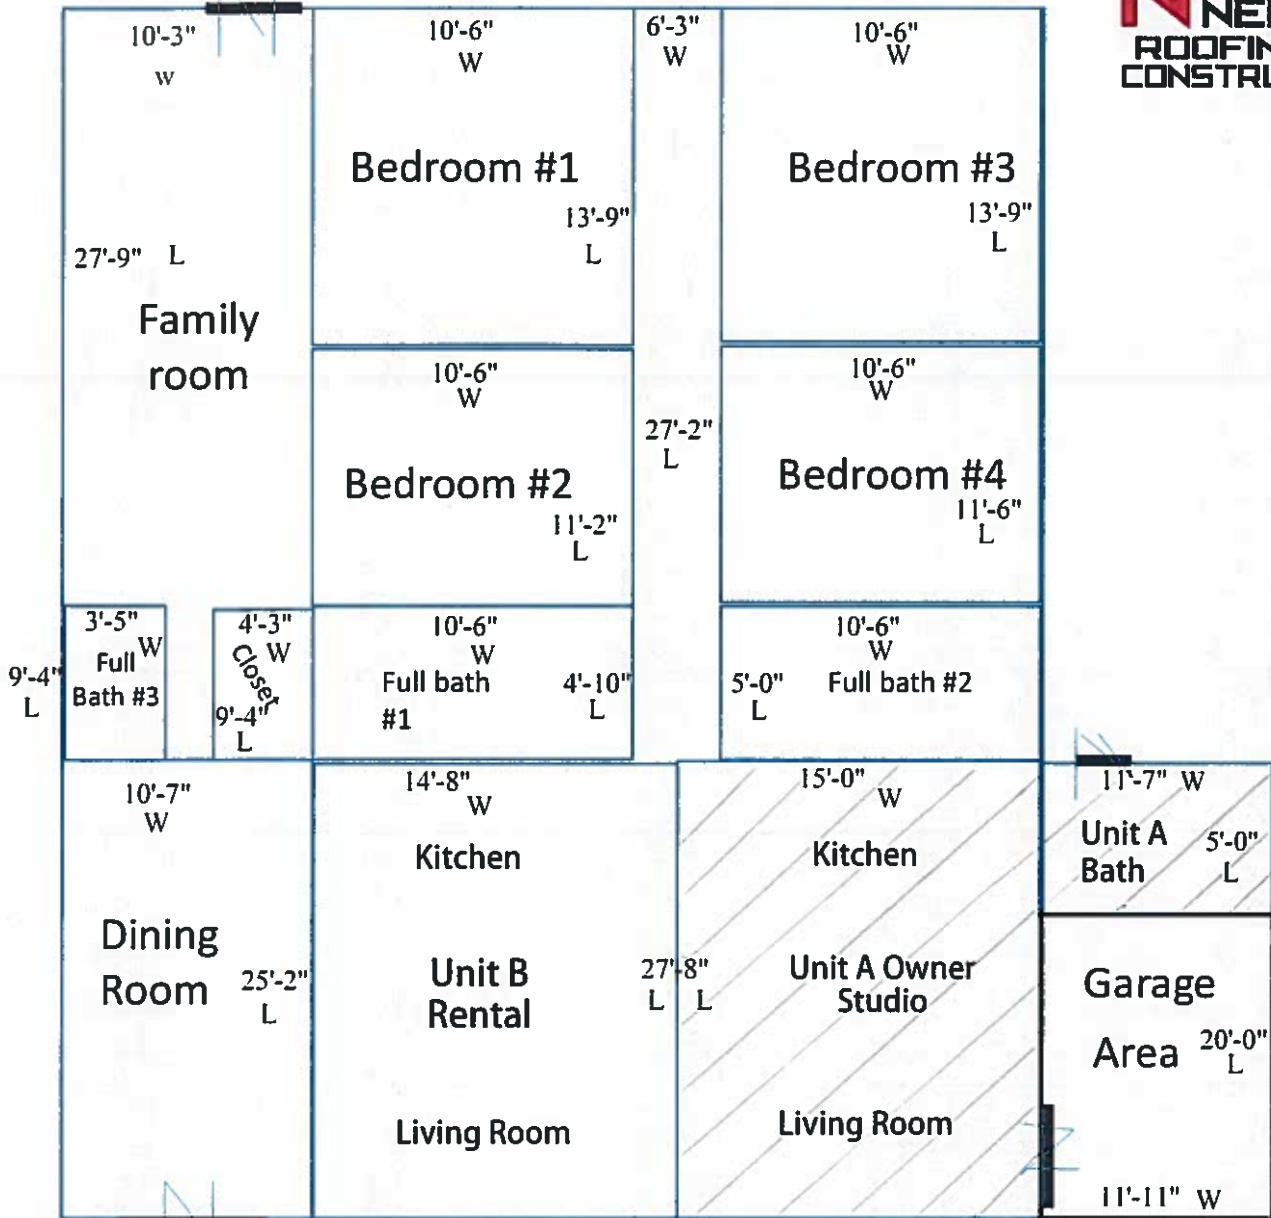 NE
ROOFIN
CONSTRU
10'-3"
W
10'-6"
W
6'-3"
W
10'-6"
W
Bedroom #1
Bedroom #3
13'-9"
L
13'-9"
L
27'-9" L
Family
room
10'-6"
W
10'-6"
W
27'-2"
L
Bedroom #2
Bedroom #4
11'-2"
L
11'-6"
L
3'-5"
W
Full
Bath #3
9'-4"
L
4'-3"
W
Closet
9'-4"
L
10'-6"
W
Full bath
#1
4'-10"
L
10'-6"
W
5'-0"
L
Full bath #2
10'-7"
W
14'-8"
W
15'-0"
W
11'-7" W
Kitchen
Kitchen
Unit A
Bath
5'-0"
L
Dining
Room
25'-2"
L
Unit B
Rental
27'-8"
L L
Unit A Owner
Studio
Garage
Area
20'-0"
L
Living Room
Living Room
11'-11" W